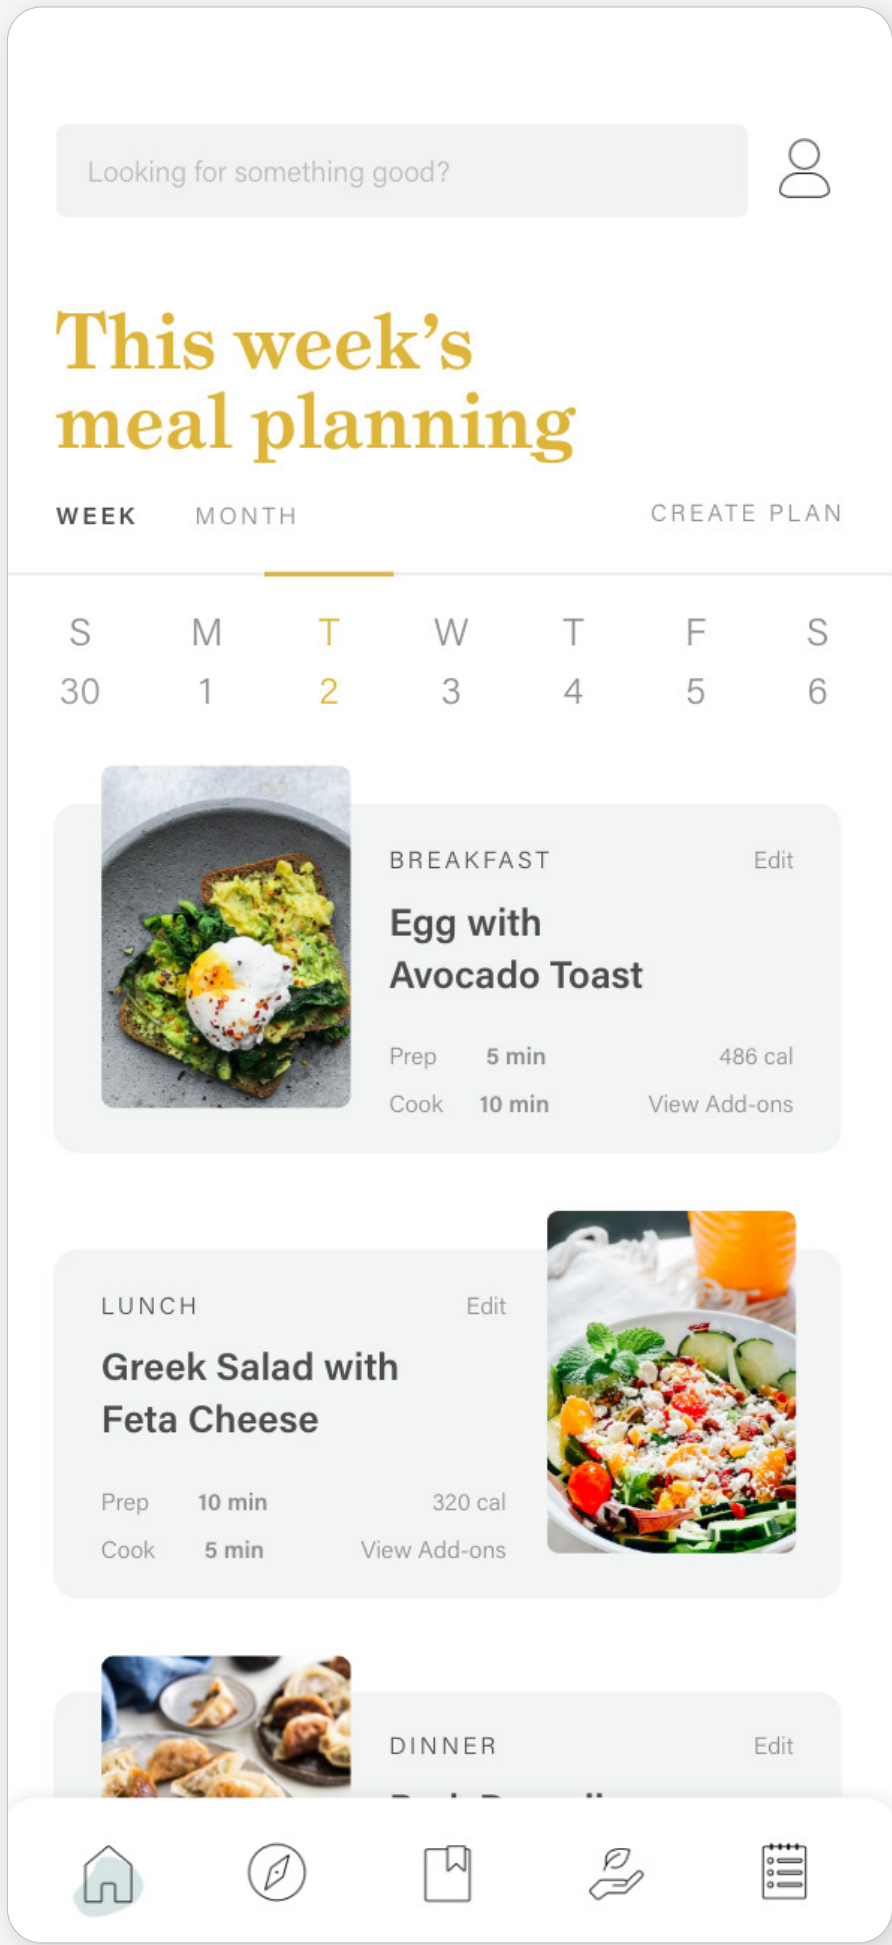 Looking for something good?
This week's
meal planning
WEEK MONTH CREATE PLAN
S M T W T F S
30 1 2 3 4 5 6
BREAKFAST Edit
Egg with
Avocado Toast
Prep 5 min 486 cal
Cook 10 min View Add-ons
LUNCH Edit
Greek Salad with
Feta Cheese
Prep 10 min 320 cal
Cook 5 min View Add-ons
DINNER Edit